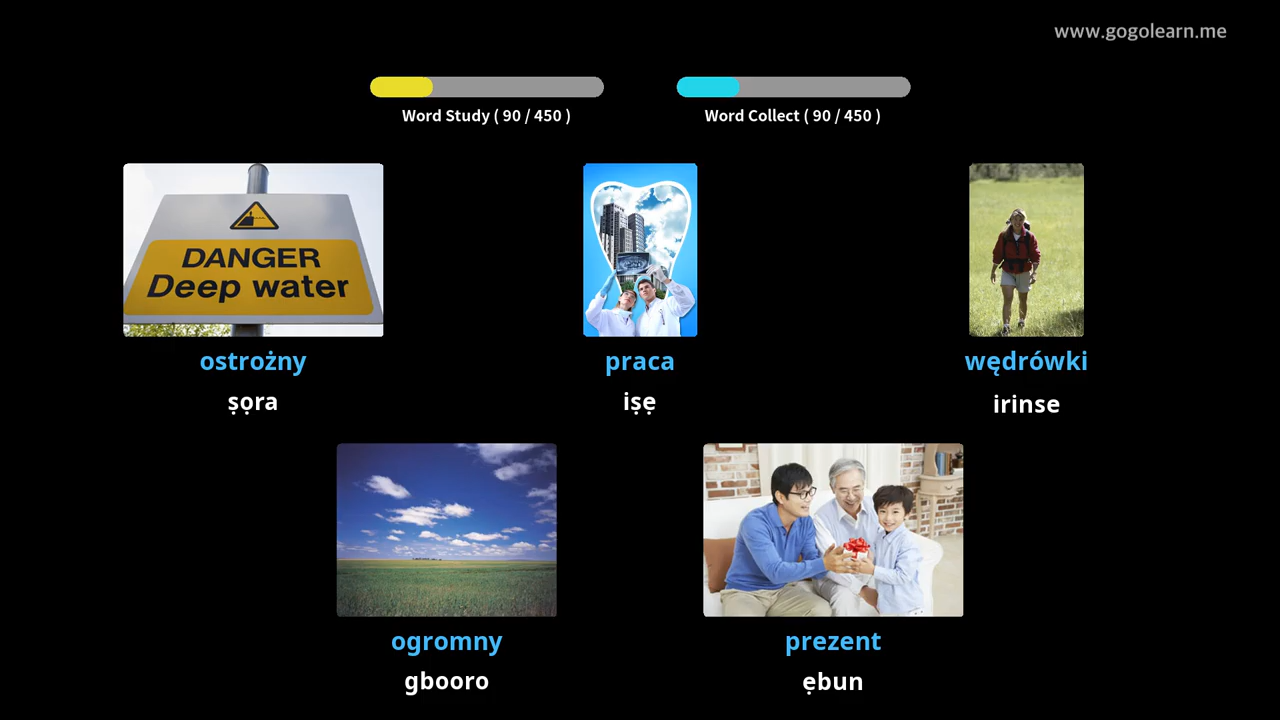 www.gogolearn.me
Word Study ( 90 / 450 )
Word Collect ( 90 / 450 )
DANGER
Deep water
ostrożny
praca
wędrówki
ṣọra
iṣẹ
irinse
ogromny
prezent
gbooro
ẹbun